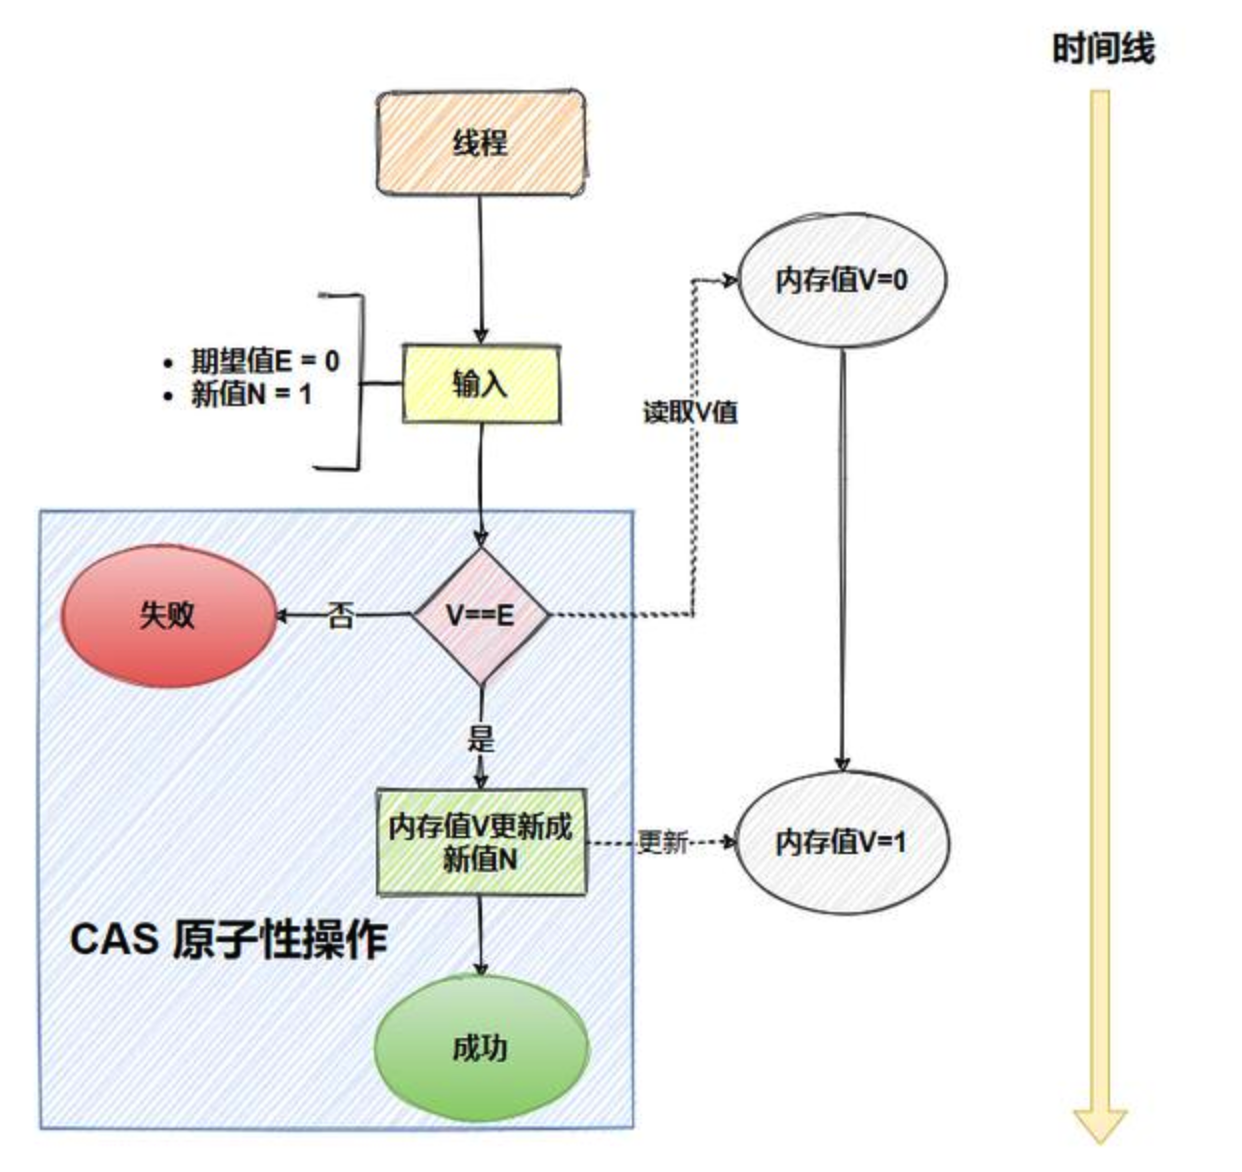 时间线
线程
内存值V=0
• 期望值E = 0
• 新值N = 1
输入
读取V值
失败
否
V==E
是
内存值V更新成
新值N
更新
内存值V=1
CAS 原子性操作
成功